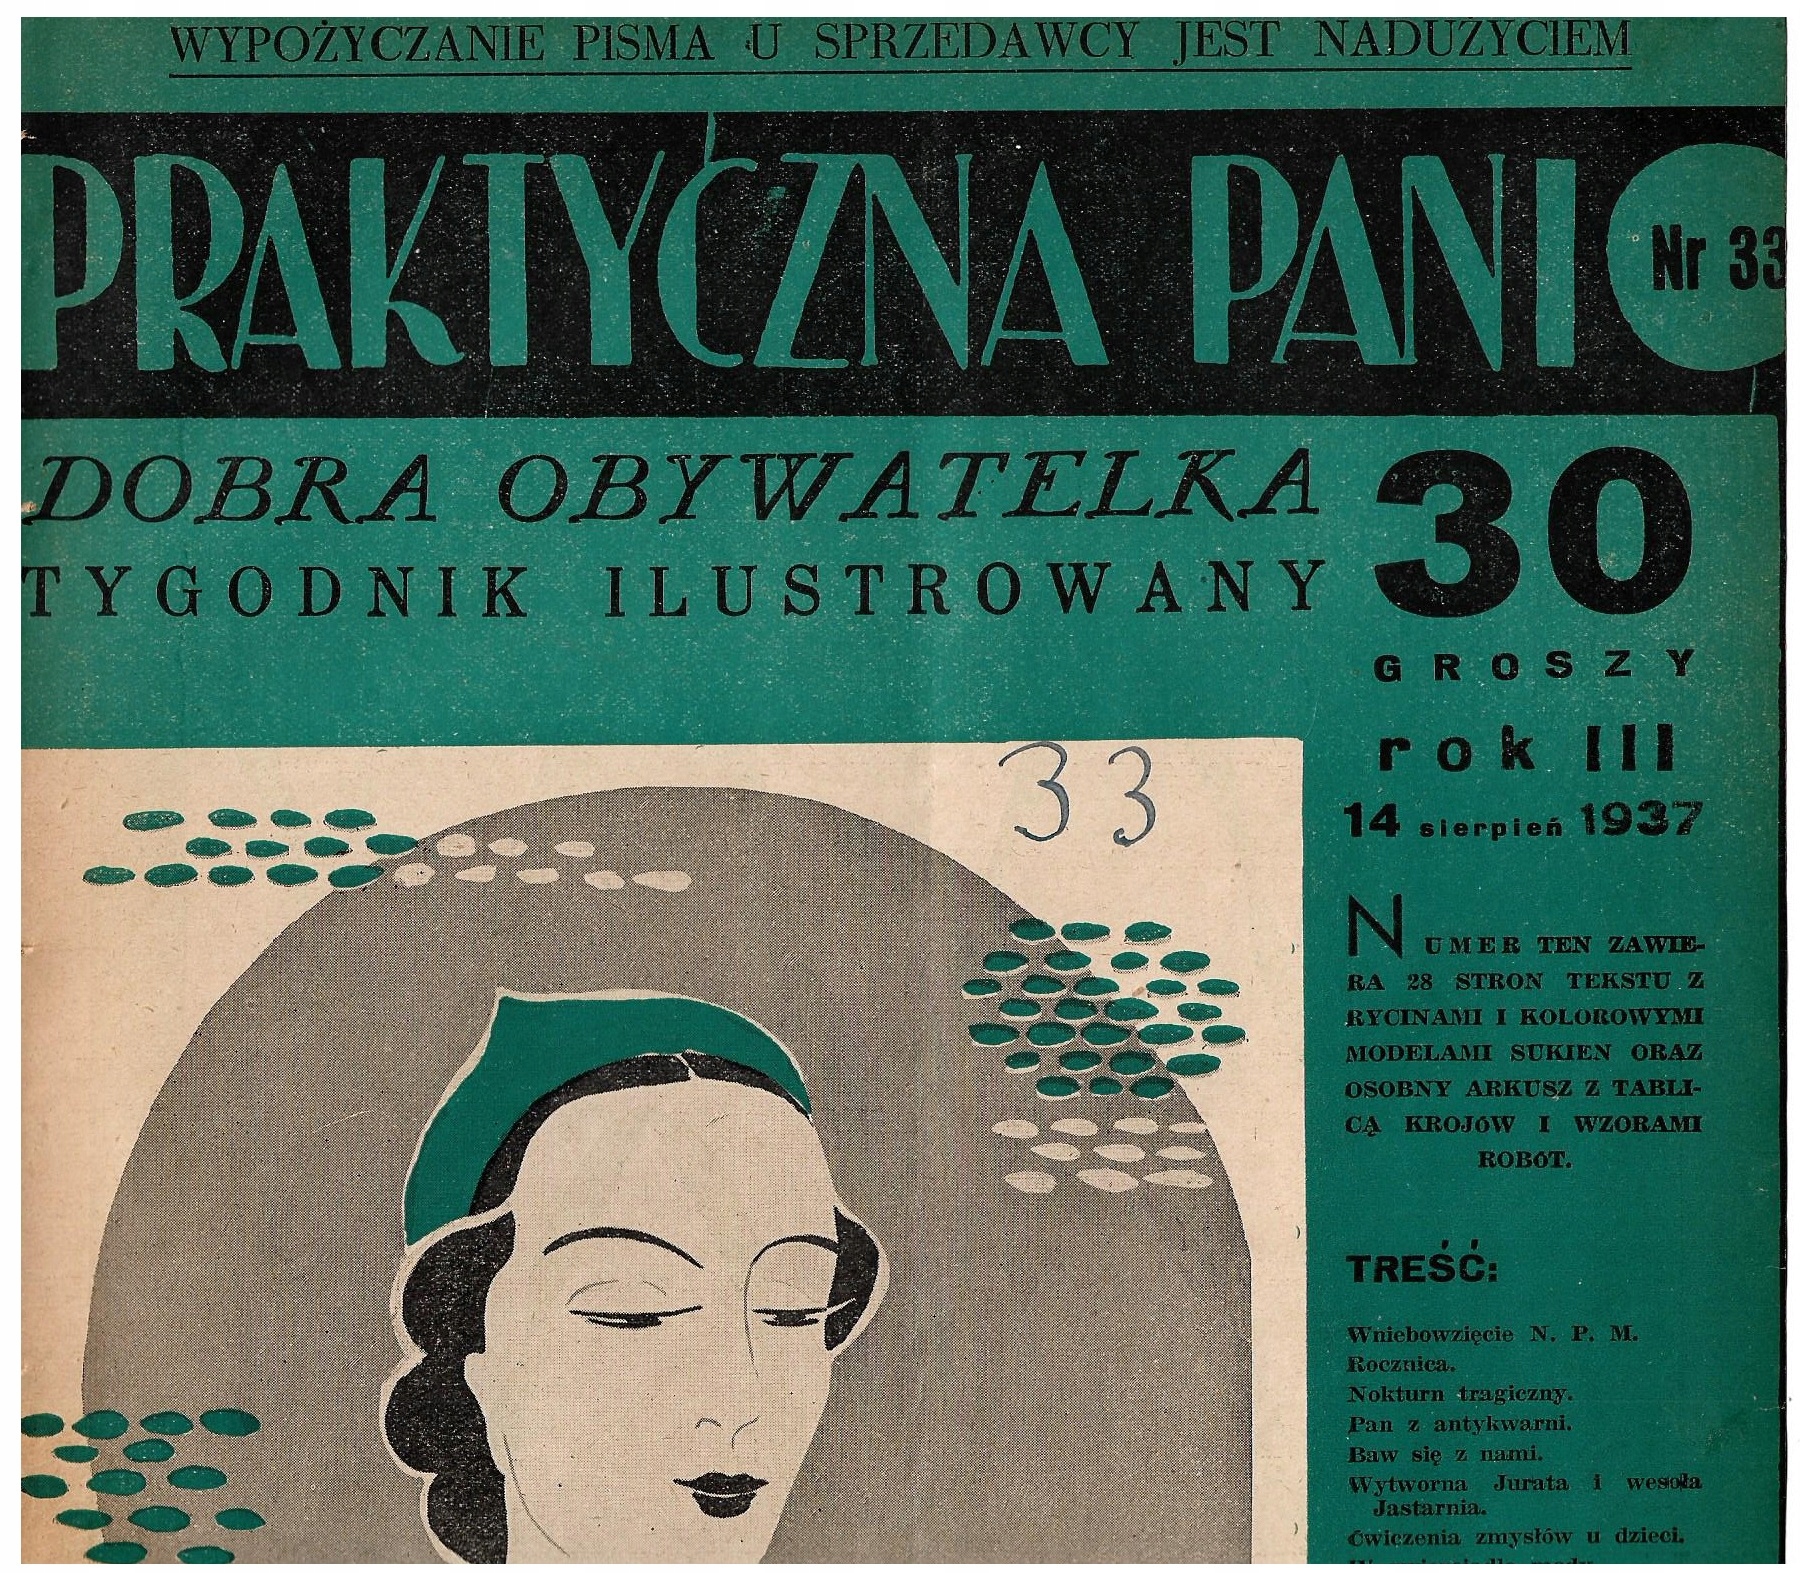 WYPOŻYCZANIE PISMA U SPRZEDAWCY JEST NADUŻYCIEM
PRAKTYCZNA PANI
Nr 33
DOBRA OBYWATELKA
TYGODNIK ILUSTROWANY
30
GROSZY
rok III
14 sierpień 1937
33
NUMER TEN ZAWIE-
RA 28 STRON TEKSTU Z
RYCINAMI I KOLOROWYMI
MODELAMI SUKIEN ORAZ
OSOBNY ARKUSZ Z TABLI-
CĄ KROJÓW I WZORAMI
ROBÓT.
TREŚĆ:
Wniebowzięcie N. P. M.
Rocznica.
Nokturn tragiczny.
Pan z antykwarni.
Baw się z nami.
Wytworna Jurata i wesoła
Jastarnia.
Ćwiczenia zmysłów u dzieci.